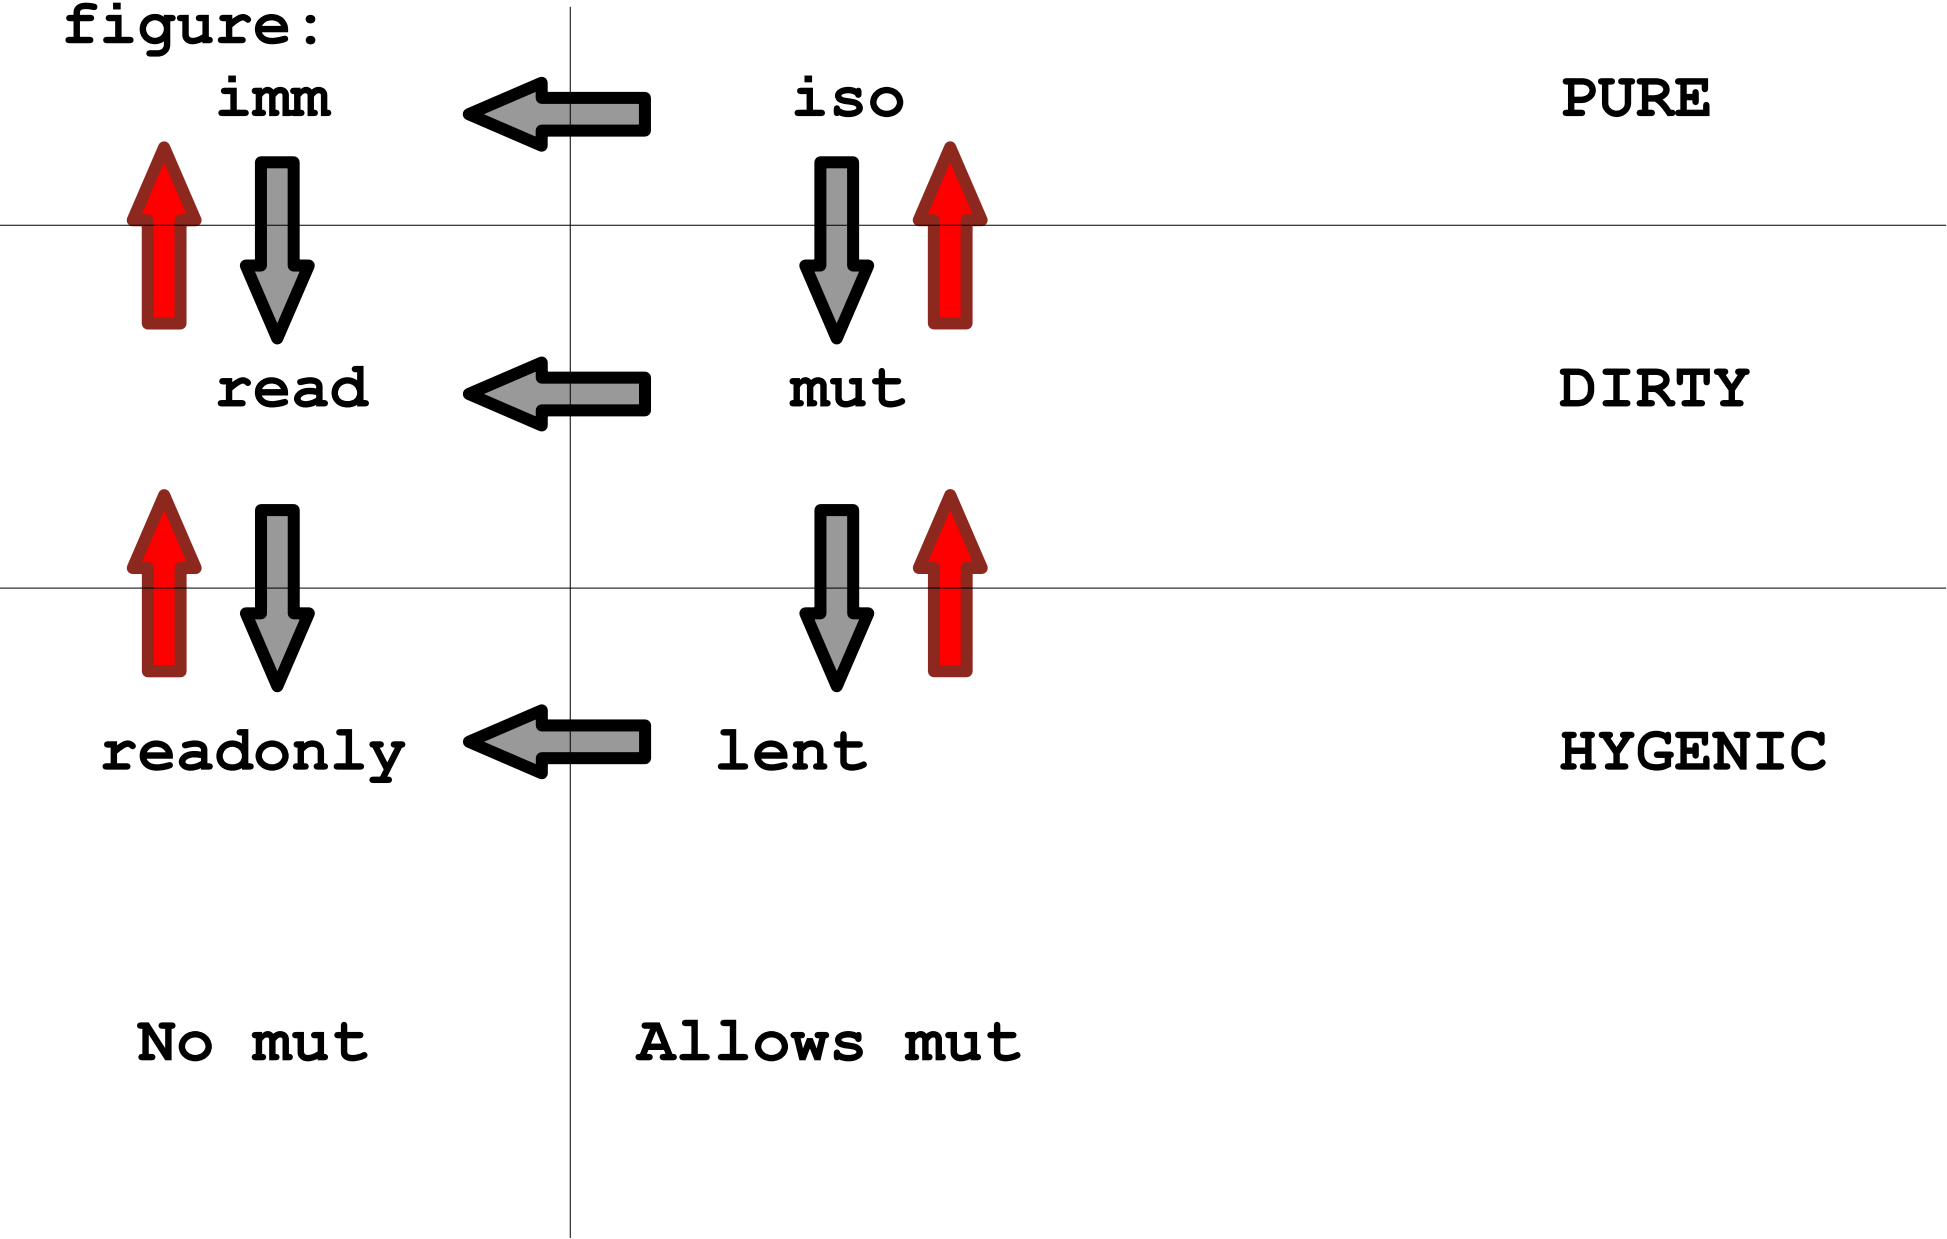 figure:
imm iso PURE
read mut DIRTY
readonly lent HYGENIC
No mut Allows mut